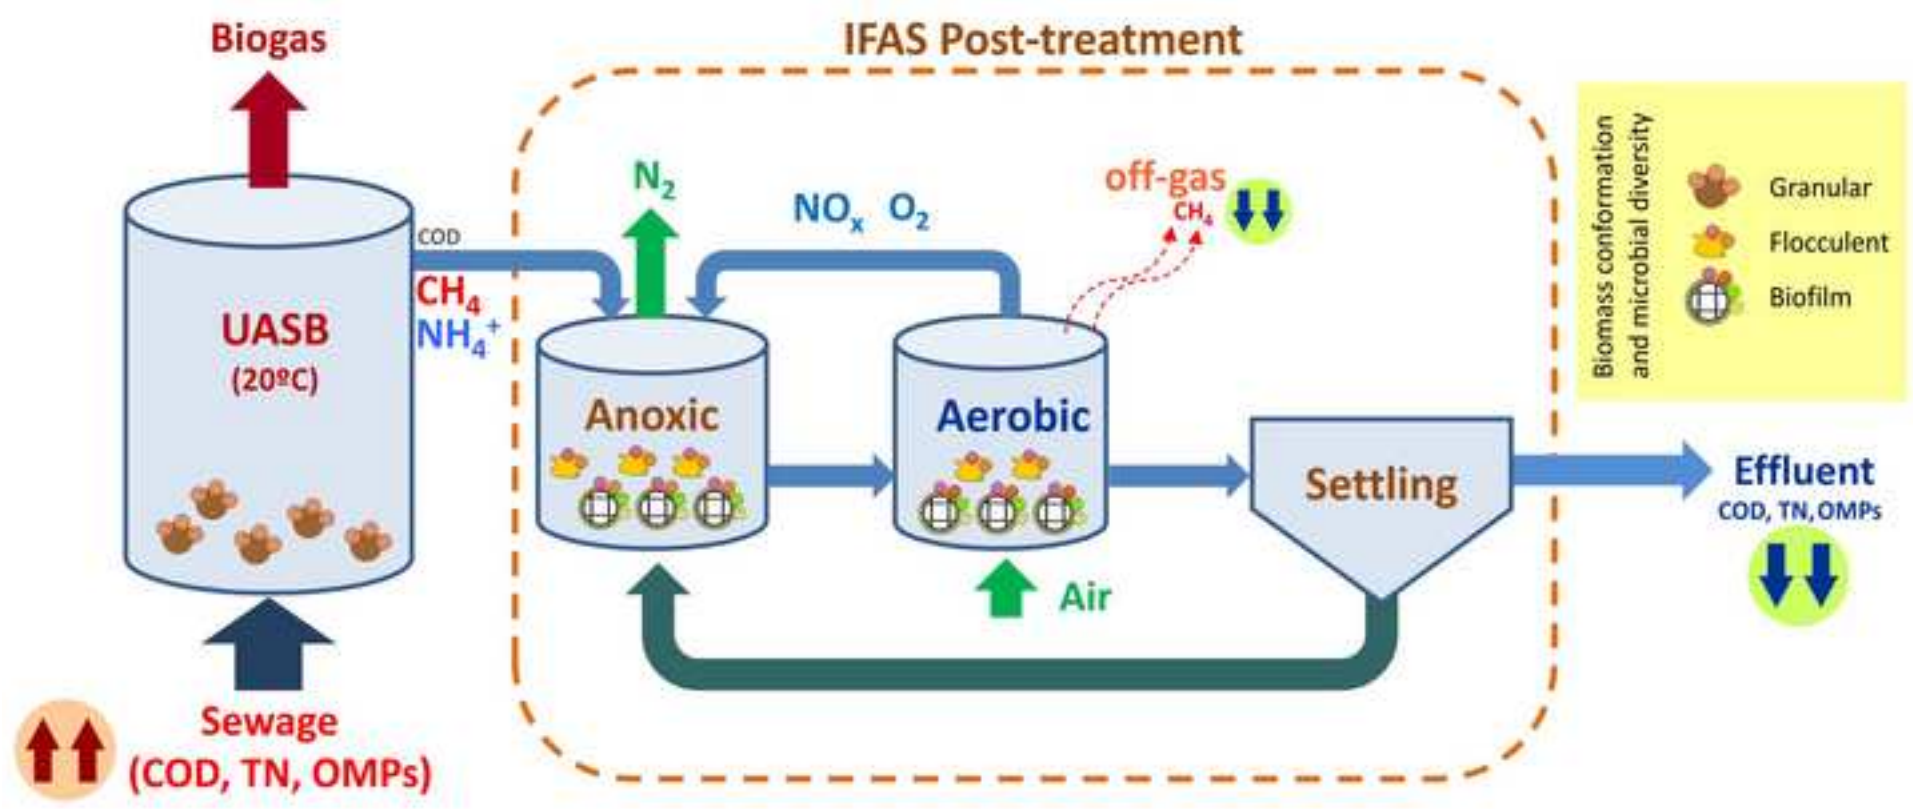 Biogas
IFAS Post-treatment
N₂
NOₓ O₂
off-gas
CH₄
COD
CH₄
NH₄⁺
UASB
(20ºC)
Anoxic
Aerobic
Settling
Air
Sewage
(COD, TN, OMPs)
Biomass conformation
and microbial diversity
Granular
Flocculent
Biofilm
Effluent
COD, TN, OMPs